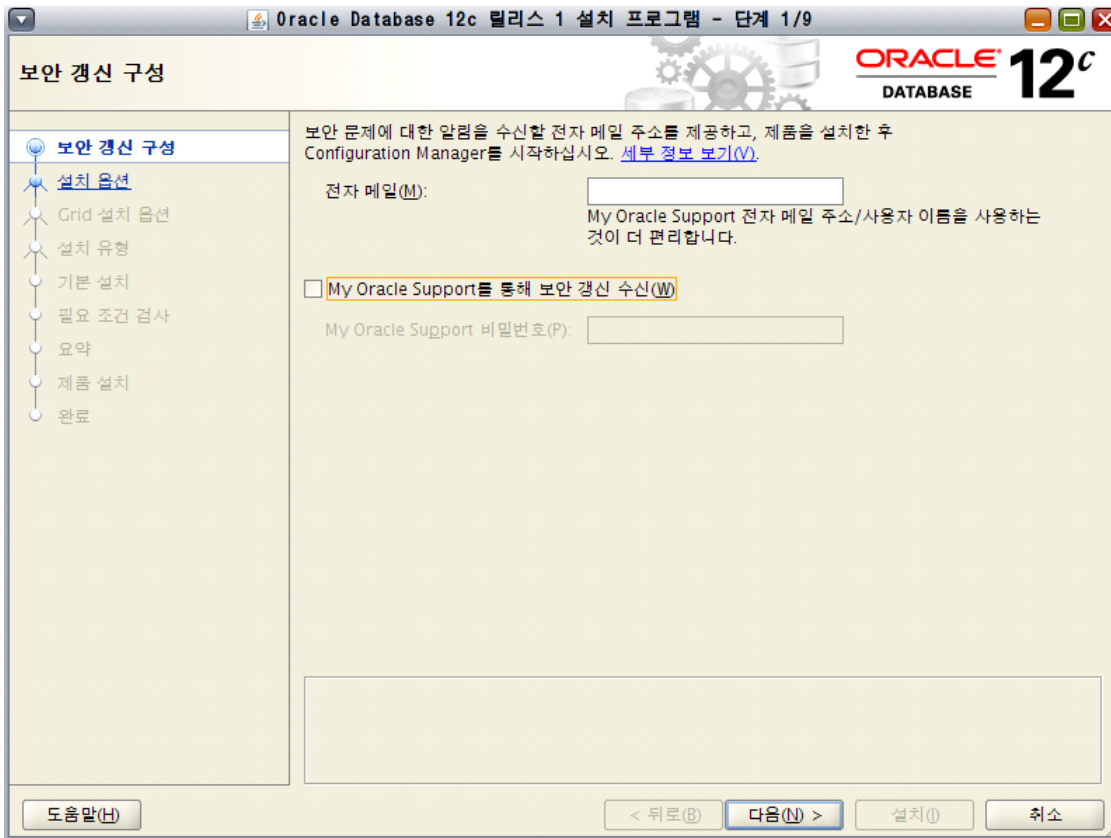 Oracle Database 12c 릴리스 1 설치 프로그램 - 단계 1/9
보안 갱신 구성
ORACLE DATABASE 12c
보안 갱신 구성
설치 옵션
Grid 설치 옵션
설치 유형
기본 설치
필요 조건 검사
요약
제품 설치
완료
보안 문제에 대한 알림을 수신할 전자 메일 주소를 제공하고, 제품을 설치한 후
Configuration Manager를 시작하십시오. 세부 정보 보기(V).
전자 메일(M):
My Oracle Support 전자 메일 주소/사용자 이름을 사용하는
것이 더 편리합니다.
My Oracle Support를 통해 보안 갱신 수신(W)
My Oracle Support 비밀번호(P):
도움말(H)
< 뒤로(B)
다음(N) >
설치(I)
취소